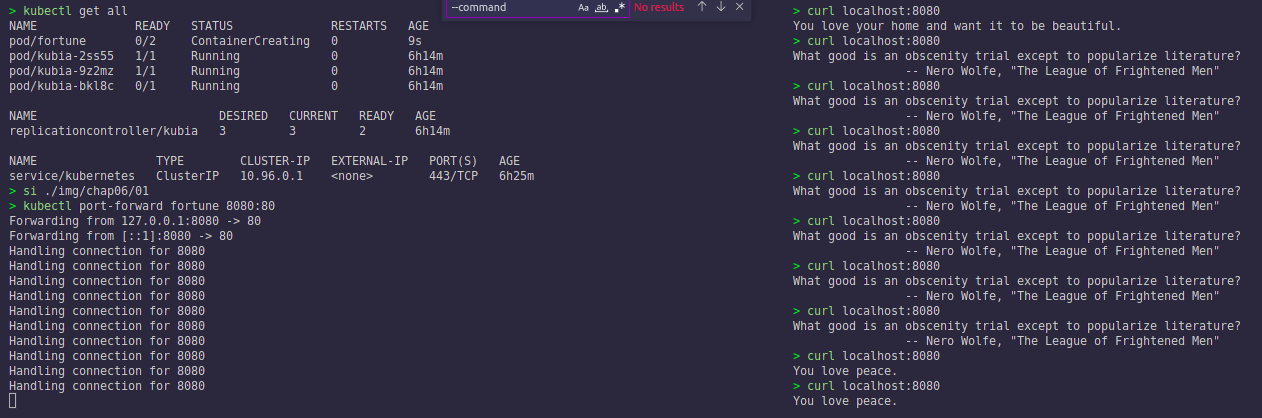 > kubectl get all
NAME READY STATUS RESTARTS AGE
pod/fortune 0/2 ContainerCreating 0 9s
pod/kubia-2ss55 1/1 Running 0 6h14m
pod/kubia-9z2mz 1/1 Running 0 6h14m
pod/kubia-bkl8c 0/1 Running 0 6h14m
NAME DESIRED CURRENT READY AGE
replicationcontroller/kubia 3 3 2 6h14m
NAME TYPE CLUSTER-IP EXTERNAL-IP PORT(S) AGE
service/kubernetes ClusterIP 10.96.0.1 <none> 443/TCP 6h25m
> si ./img/chap06/01
> kubectl port-forward fortune 8080:80
Forwarding from 127.0.0.1:8080 -> 80
Forwarding from [::1]:8080 -> 80
Handling connection for 8080
Handling connection for 8080
Handling connection for 8080
Handling connection for 8080
Handling connection for 8080
Handling connection for 8080
Handling connection for 8080
Handling connection for 8080
Handling connection for 8080
Handling connection for 8080
--command Aa ab, .* No results
> curl localhost:8080
You love your home and want it to be beautiful.
> curl localhost:8080
What good is an obscenity trial except to popularize literature?
-- Nero Wolfe, "The League of Frightened Men"
> curl localhost:8080
What good is an obscenity trial except to popularize literature?
-- Nero Wolfe, "The League of Frightened Men"
> curl localhost:8080
What good is an obscenity trial except to popularize literature?
-- Nero Wolfe, "The League of Frightened Men"
> curl localhost:8080
What good is an obscenity trial except to popularize literature?
-- Nero Wolfe, "The League of Frightened Men"
> curl localhost:8080
What good is an obscenity trial except to popularize literature?
-- Nero Wolfe, "The League of Frightened Men"
> curl localhost:8080
What good is an obscenity trial except to popularize literature?
-- Nero Wolfe, "The League of Frightened Men"
> curl localhost:8080
What good is an obscenity trial except to popularize literature?
-- Nero Wolfe, "The League of Frightened Men"
> curl localhost:8080
You love peace.
> curl localhost:8080
You love peace.